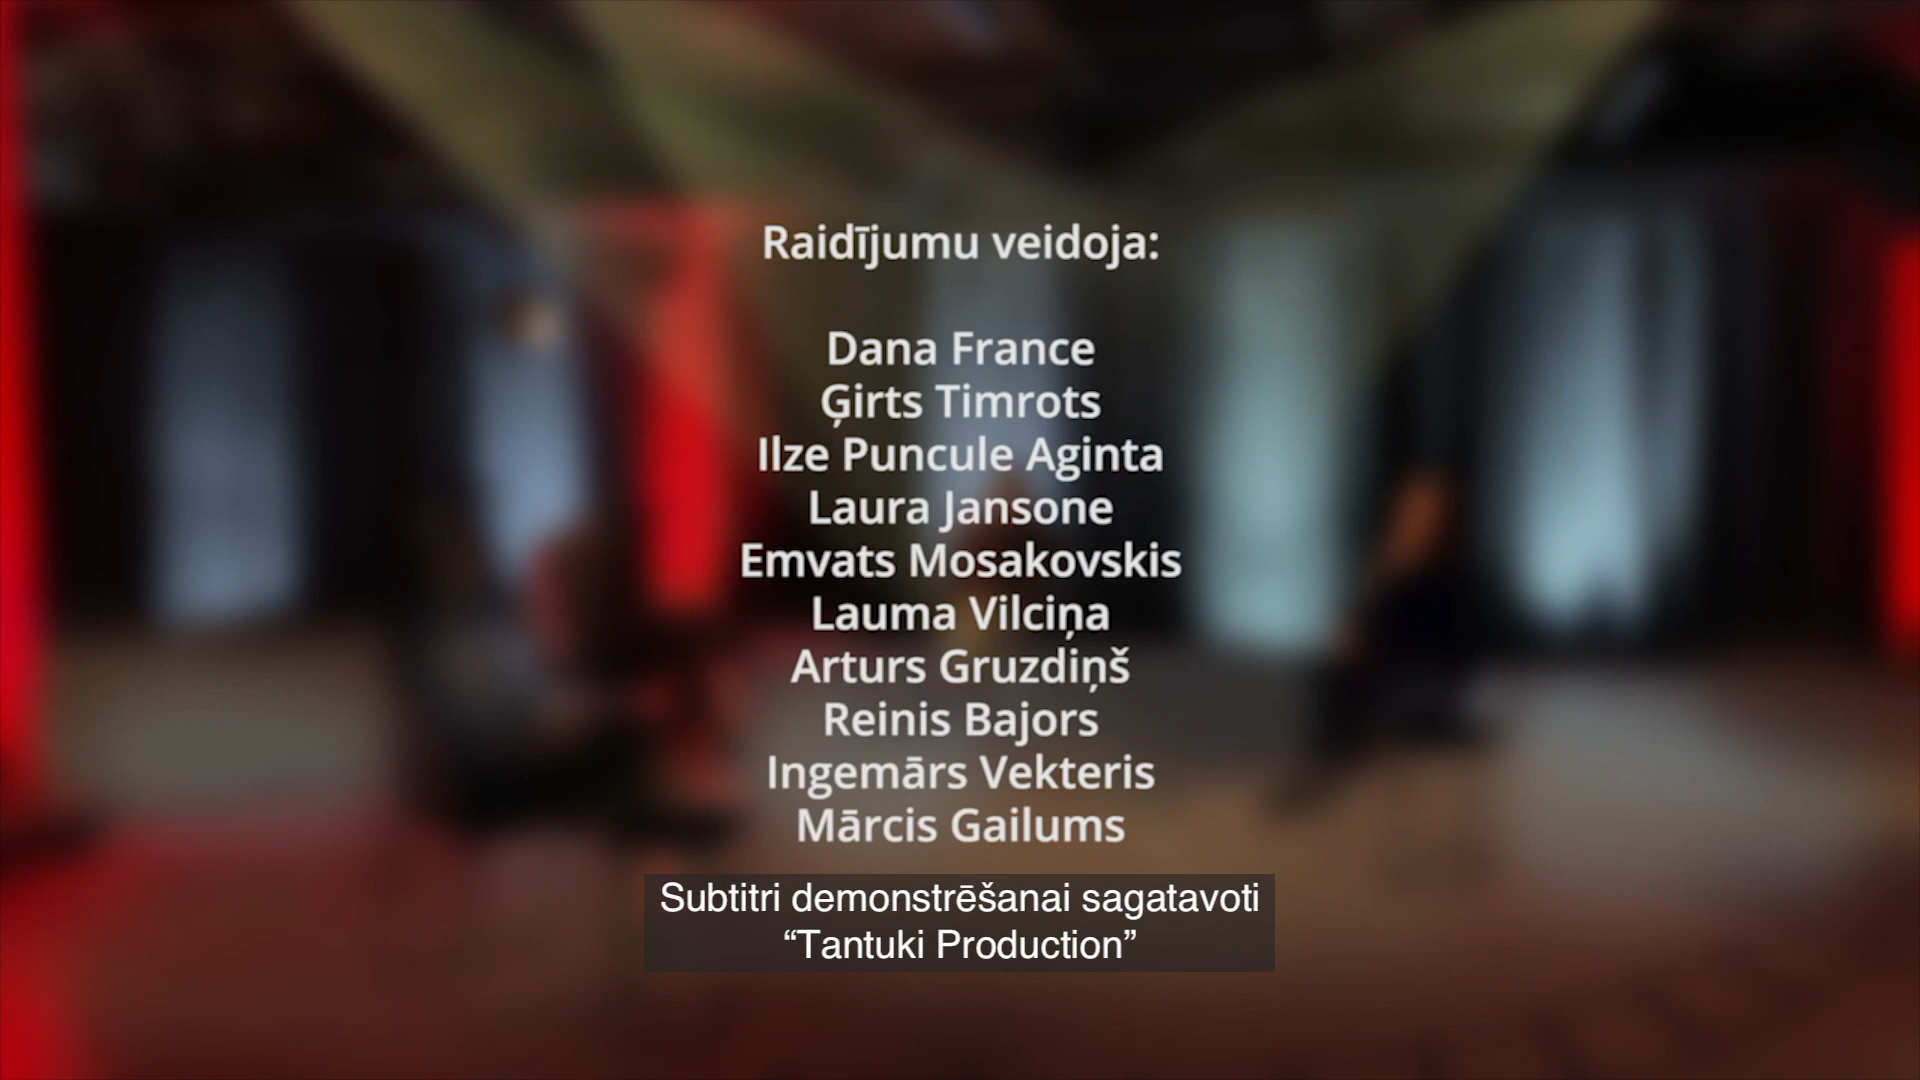 Raidījumu veidoja:
Dana France
Ģirts Timrots
Ilze Puncule Aginta
Laura Jansone
Emvats Mosakovskis
Lauma Vilciņa
Arturs Gruzdiņš
Reinis Bajors
Ingemārs Vekteris
Mārcis Gailums
Subtitri demonstrēšanai sagatavoti
“Tantuki Production”